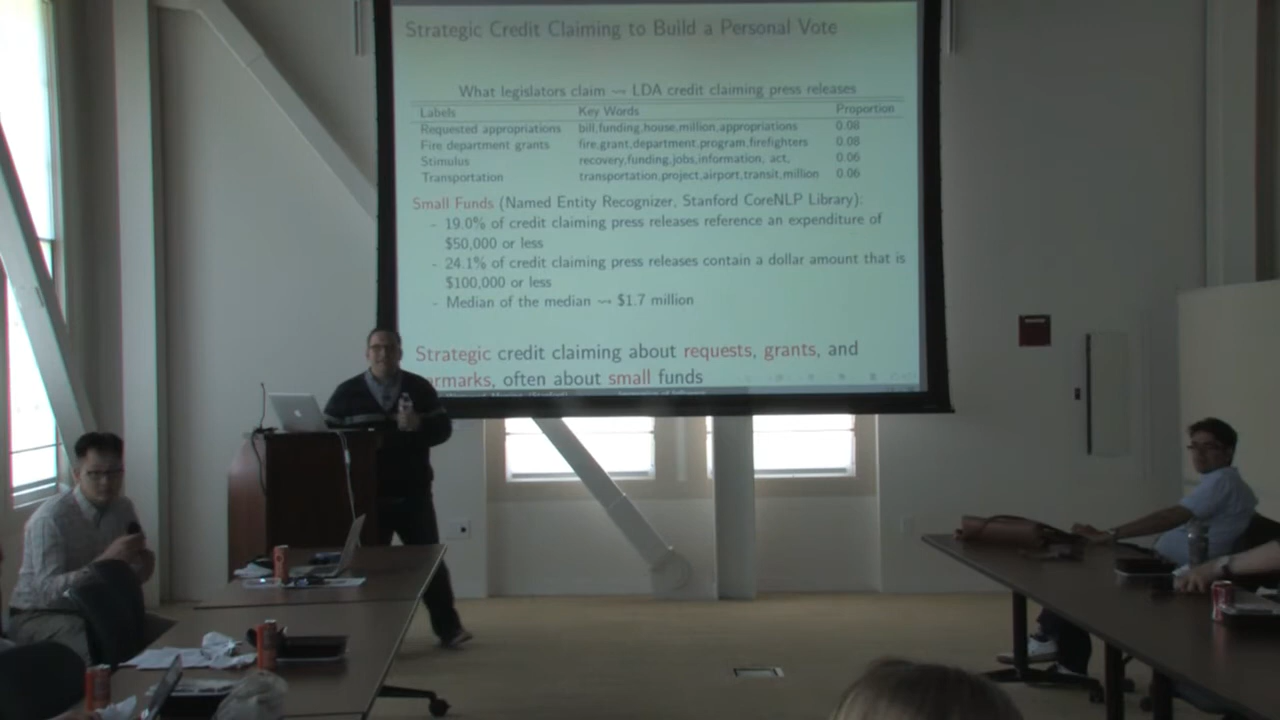 Strategic Credit Claiming to Build a Personal Vote
What legislators claim ⇝ LDA credit claiming press releases
Labels Key Words Proportion
Requested appropriations bill,funding,house,million,appropriations 0.08
Fire department grants fire,grant,department,program,firefighters 0.08
Stimulus recovery,funding,jobs,information, act, 0.06
Transportation transportation,project,airport,transit,million 0.06
Small Funds (Named Entity Recognizer, Stanford CoreNLP Library):
- 19.0% of credit claiming press releases reference an expenditure of
$50,000 or less
- 24.1% of credit claiming press releases contain a dollar amount that is
$100,000 or less
- Median of the median ⇝ $1.7 million
Strategic credit claiming about requests, grants, and
rmarks, often about small funds